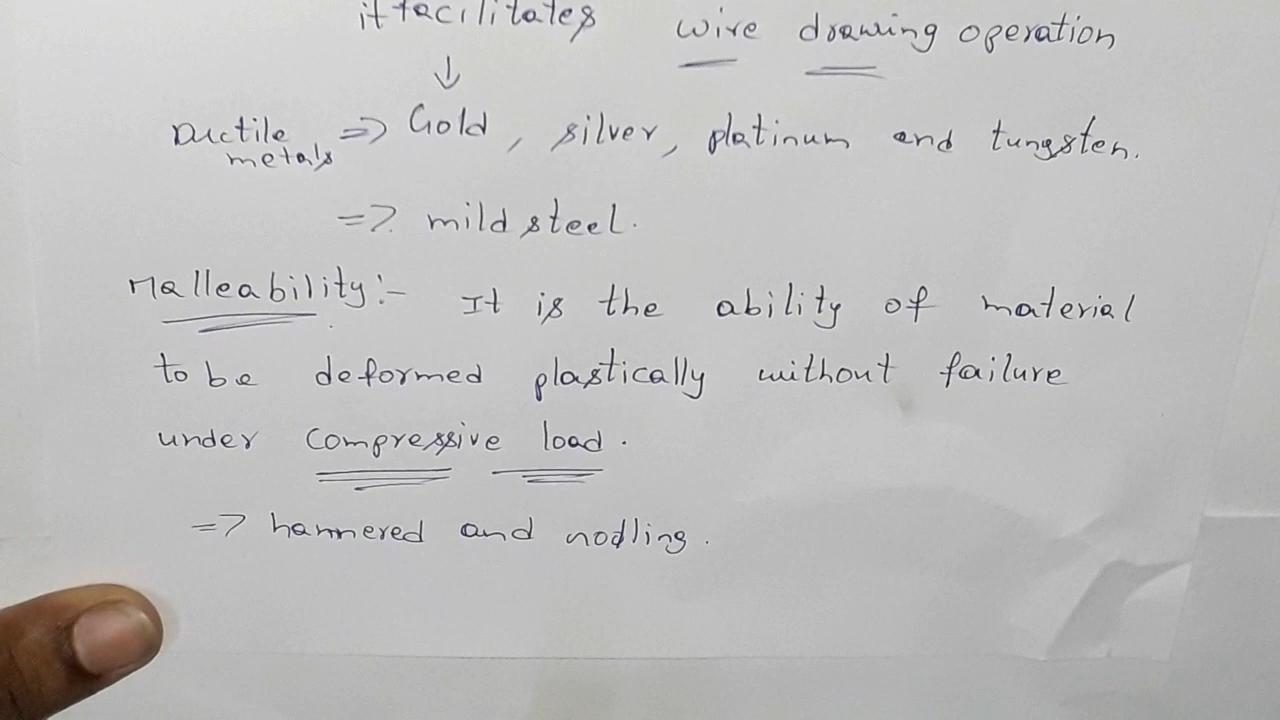 it facilitates wire drawing operation
↓
Ductile metals => Gold, silver, platinum and tungsten.
=> mild steel.
Malleability:- It is the ability of material
to be deformed plastically without failure
under compressive load.
=> hammered and